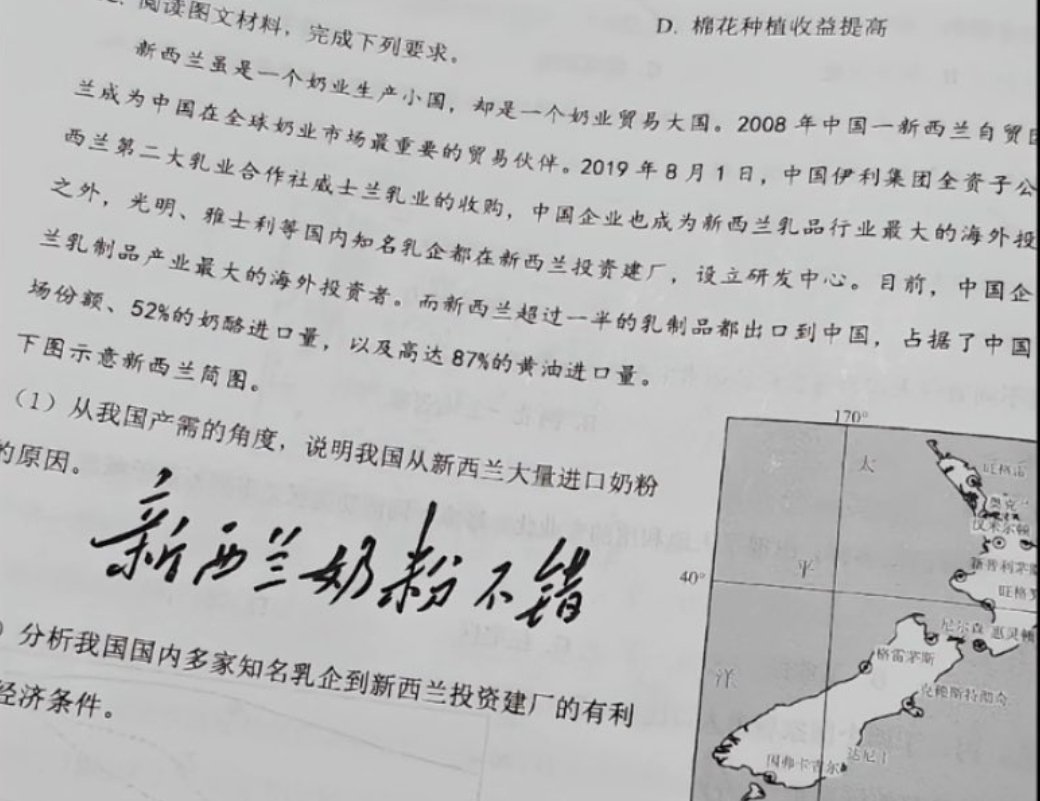 阅读图文材料，完成下列要求。
D. 棉花种植收益提高
新西兰虽是一个奶业生产小国，却是一个奶业贸易大国。2008年中国一新西兰自贸
兰成为中国在全球奶业市场最重要的贸易伙伴。2019年8月1日，中国伊利集团全资子公
西兰第二大乳业合作社威士兰乳业的收购，中国企业也成为新西兰乳品行业最大的海外投
之外，光明、雅士利等国内知名乳企都在新西兰投资建厂，设立研发中心。目前，中国企
兰乳制品产业最大的海外投资者。而新西兰超过一半的乳制品都出口到中国，占据了中国
场份额、52%的奶酪进口量，以及高达87%的黄油进口量。
下图示意新西兰简图。
（1）从我国产需的角度，说明我国从新西兰大量进口奶粉
的原因。
新西兰奶粉不错
）分析我国国内多家知名乳企到新西兰投资建厂的有利
经济条件。
170°
太
旺格雷
奥克
汉米尔顿
40°
平
新普利茅斯
旺格
尼尔森
惠灵顿
格雷茅斯
洋
克赖斯特彻奇
达尼丁
因弗卡吉尔